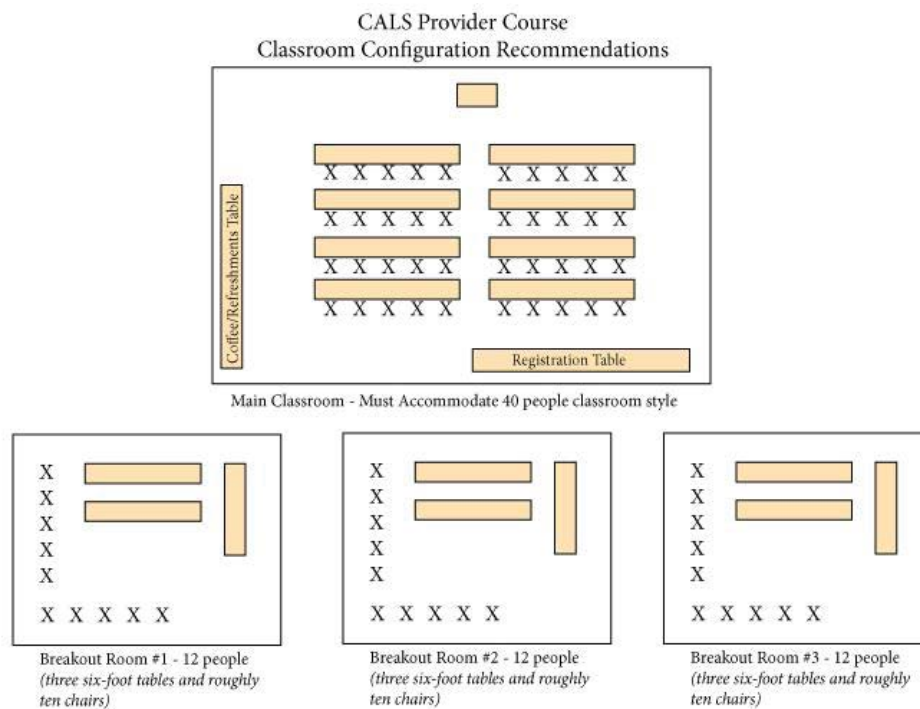 CALS Provider Course
Classroom Configuration Recommendations
X X X X X X X X X X
X X X X X X X X X X
X X X X X X X X X X
X X X X X X X X X X
Coffee/Refreshments Table
Registration Table
Main Classroom - Must Accommodate 40 people classroom style
X
X
X
X
X
X X X X X
Breakout Room #1 - 12 people
(three six-foot tables and roughly
ten chairs)
X
X
X
X
X
X X X X X
Breakout Room #2 - 12 people
(three six-foot tables and roughly
ten chairs)
X
X
X
X
X
X X X X X
Breakout Room #3 - 12 people
(three six-foot tables and roughly
ten chairs)